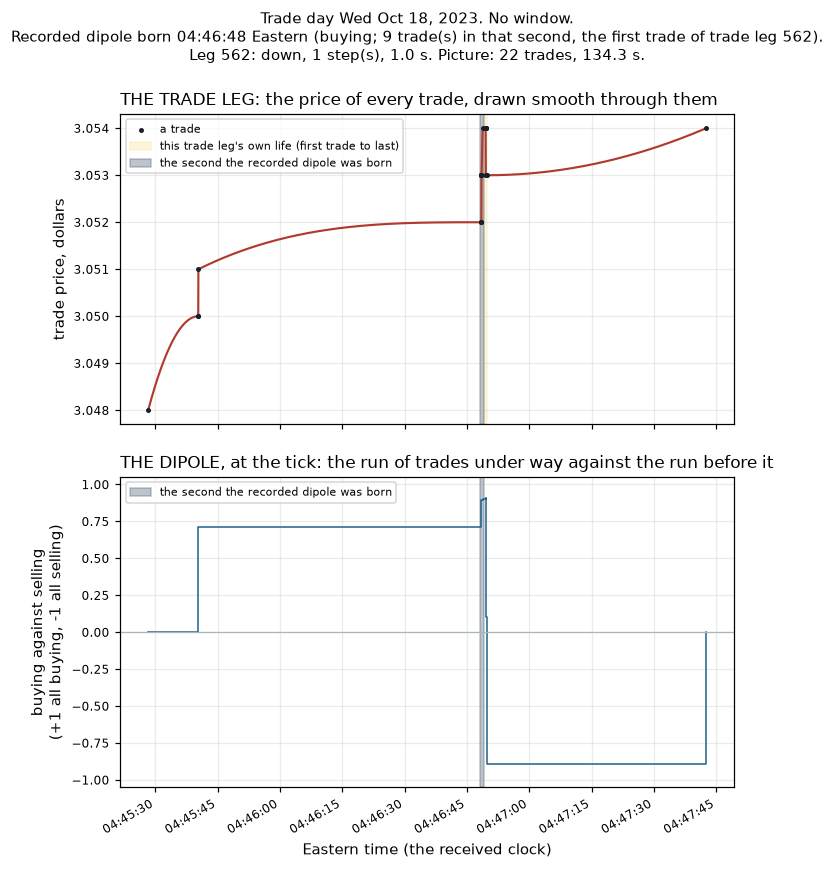 Trade day Wed Oct 18, 2023. No window.
Recorded dipole born 04:46:48 Eastern (buying; 9 trade(s) in that second, the first trade of trade leg 562).
Leg 562: down, 1 step(s), 1.0 s. Picture: 22 trades, 134.3 s.
THE TRADE LEG: the price of every trade, drawn smooth through them
a trade
this trade leg's own life (first trade to last)
the second the recorded dipole was born
trade price, dollars
3.054
3.053
3.052
3.051
3.050
3.049
3.048
THE DIPOLE, at the tick: the run of trades under way against the run before it
the second the recorded dipole was born
buying against selling
(+1 all buying, -1 all selling)
1.00
0.75
0.50
0.25
0.00
−0.25
−0.50
−0.75
−1.00
04:45:30
04:45:45
04:46:00
04:46:15
04:46:30
04:46:45
04:47:00
04:47:15
04:47:30
04:47:45
Eastern time (the received clock)